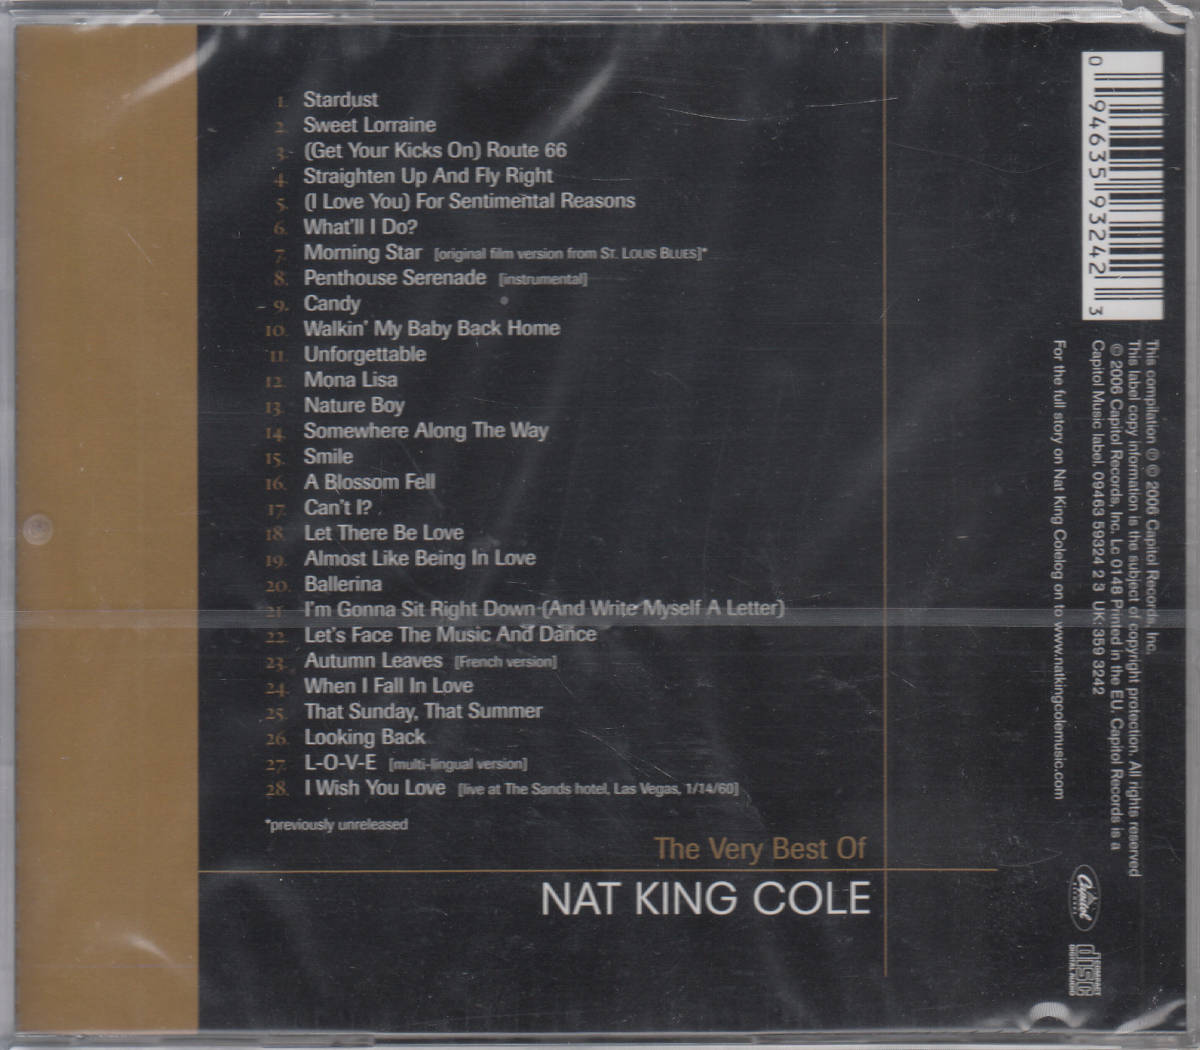 1. Stardust
2. Sweet Lorraine
3. (Get Your Kicks On) Route 66
4. Straighten Up And Fly Right
5. (I Love You) For Sentimental Reasons
6. What'll I Do?
7. Morning Star [original film version from ST. LOUIS BLUES]*
8. Penthouse Serenade [instrumental]
9. Candy
10. Walkin' My Baby Back Home
11. Unforgettable
12. Mona Lisa
13. Nature Boy
14. Somewhere Along The Way
15. Smile
16. A Blossom Fell
17. Can't I?
18. Let There Be Love
19. Almost Like Being In Love
20. Ballerina
21. I'm Gonna Sit Right Down (And Write Myself A Letter)
22. Let's Face The Music And Dance
23. Autumn Leaves [French version]
24. When I Fall In Love
25. That Sunday, That Summer
26. Looking Back
27. L-O-V-E [multi-lingual version]
28. I Wish You Love [live at The Sands hotel, Las Vegas, 1/14/60]
*previously unreleased
The Very Best Of
NAT KING COLE
0 94635 93242 3
This compilation ℗ © 2006 Capitol Records, Inc.
This label copy information is the subject of copyright protection. All rights reserved
© 2006 Capitol Records, Inc. Lc 0148 Printed in the EU. Capitol Records is a
Capitol Music label. 09463 59324 2 3 UK: 359 3242
For the full story on Nat King Colelog on to www.natkingcolemusic.com
Capitol
RECORDS
COMPACT
disc
DIGITAL AUDIO